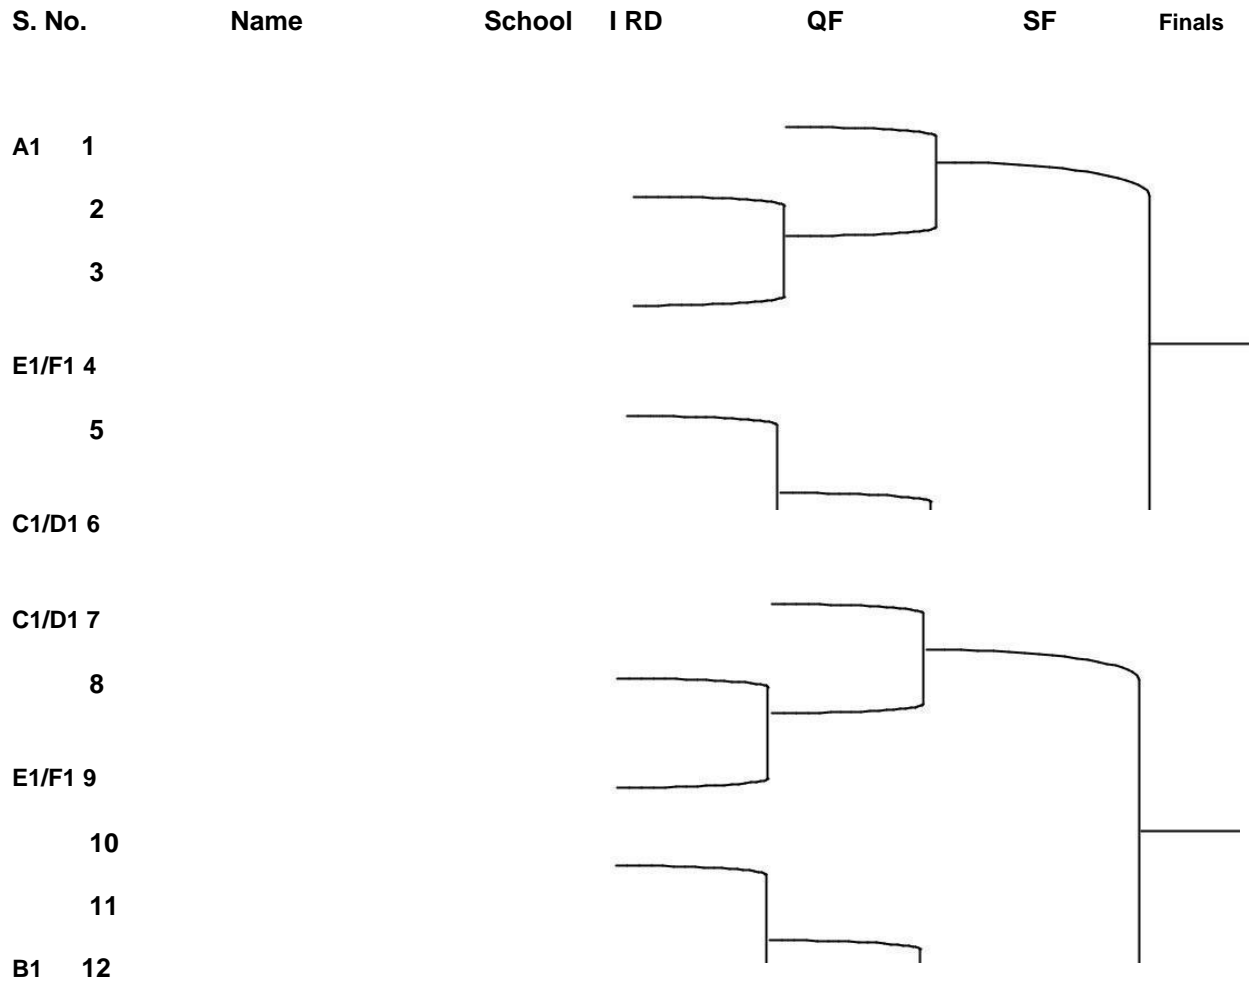 S. No. Name School I RD QF SF Finals
A1 1
2
3
E1/F1 4
5
C1/D1 6
C1/D1 7
8
E1/F1 9
10
11
B1 12